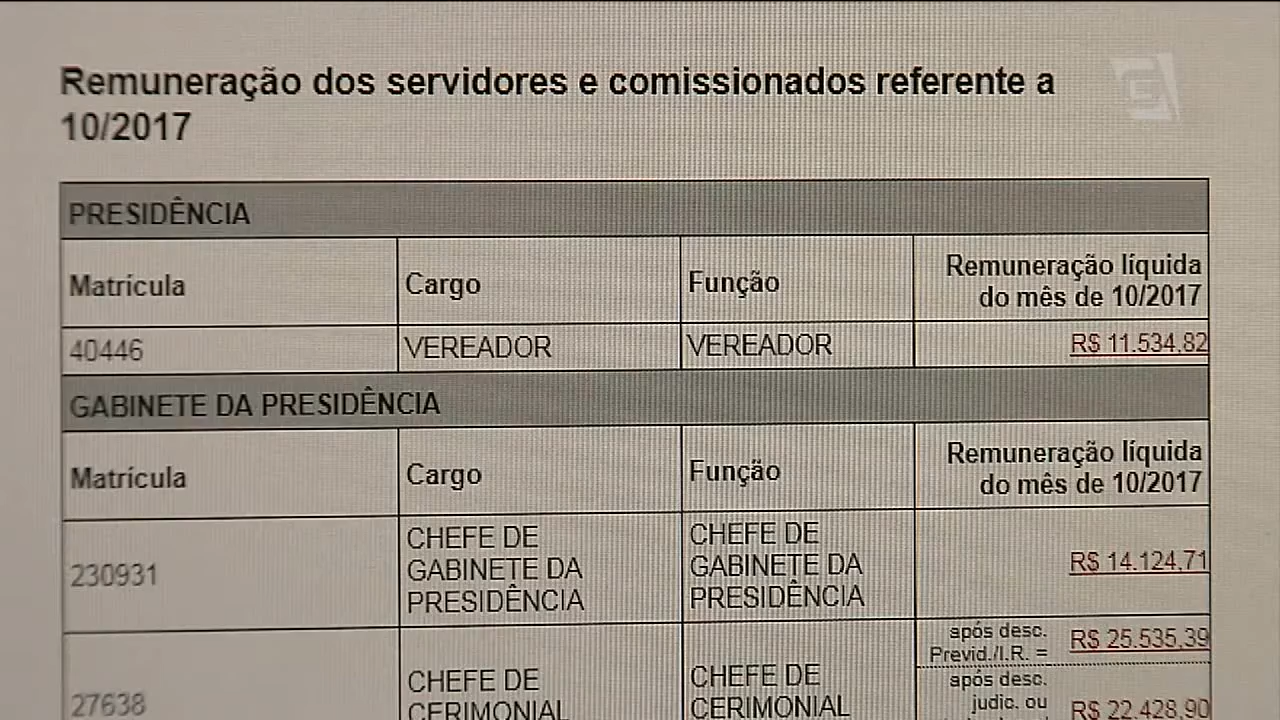 Remuneração dos servidores e comissionados referente a
10/2017
PRESIDÊNCIA
Matrícula Cargo Função Remuneração líquida
do mês de 10/2017
40446 VEREADOR VEREADOR R$ 11.534,82
GABINETE DA PRESIDÊNCIA
Matrícula Cargo Função Remuneração líquida
do mês de 10/2017
230931 CHEFE DE CHEFE DE R$ 14.124,71
GABINETE DA GABINETE DA
PRESIDÊNCIA PRESIDÊNCIA
após desc. R$ 25.535,39
Previd./I.R. =
27638 CHEFE DE CHEFE DE após desc.
CERIMONIAL CERIMONIAL judic. ou R$ 22.428,90